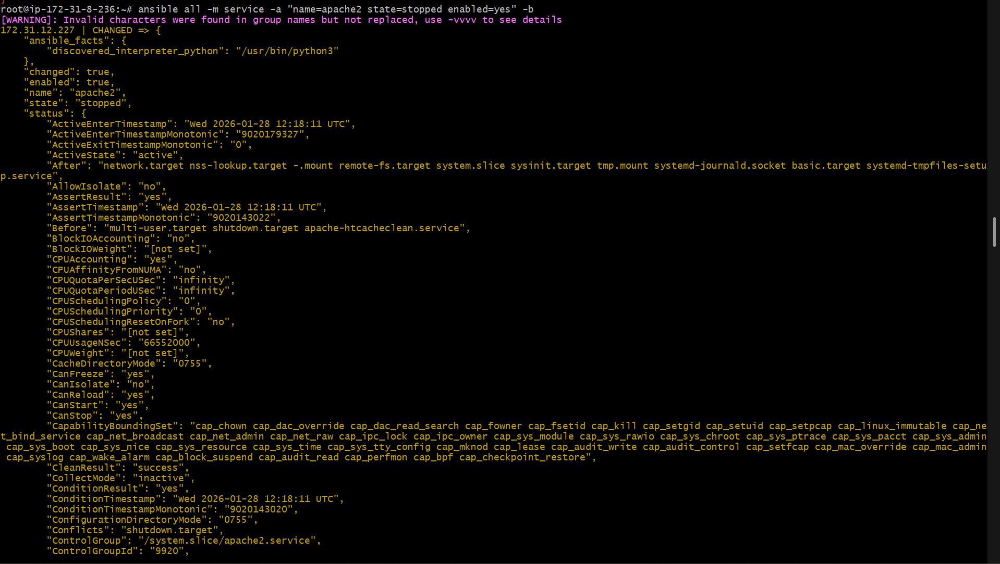 }
root@ip-172-31-8-236:~# ansible all -m service -a "name=apache2 state=stopped enabled=yes" -b
[WARNING]: Invalid characters were found in group names but not replaced, use -vvvv to see details
172.31.12.227 | CHANGED => {
    "ansible_facts": {
        "discovered_interpreter_python": "/usr/bin/python3"
    },
    "changed": true,
    "enabled": true,
    "name": "apache2",
    "state": "stopped",
    "status": {
        "ActiveEnterTimestamp": "Wed 2026-01-28 12:18:11 UTC",
        "ActiveEnterTimestampMonotonic": "9020179327",
        "ActiveExitTimestampMonotonic": "0",
        "ActiveState": "active",
        "After": "network.target nss-lookup.target -.mount remote-fs.target system.slice sysinit.target tmp.mount systemd-journald.socket basic.target systemd-tmpfiles-setu
p.service",
        "AllowIsolate": "no",
        "AssertResult": "yes",
        "AssertTimestamp": "Wed 2026-01-28 12:18:11 UTC",
        "AssertTimestampMonotonic": "9020143022",
        "Before": "multi-user.target shutdown.target apache-htcacheclean.service",
        "BlockIOAccounting": "no",
        "BlockIOWeight": "[not set]",
        "CPUAccounting": "yes",
        "CPUAffinityFromNUMA": "no",
        "CPUQuotaPerSecUSec": "infinity",
        "CPUQuotaPeriodUSec": "infinity",
        "CPUSchedulingPolicy": "0",
        "CPUSchedulingPriority": "0",
        "CPUSchedulingResetOnFork": "no",
        "CPUShares": "[not set]",
        "CPUUsageNSec": "66552000",
        "CPUWeight": "[not set]",
        "CacheDirectoryMode": "0755",
        "CanFreeze": "yes",
        "CanIsolate": "no",
        "CanReload": "yes",
        "CanStart": "yes",
        "CanStop": "yes",
        "CapabilityBoundingSet": "cap_chown cap_dac_override cap_dac_read_search cap_fowner cap_fsetid cap_kill cap_setgid cap_setuid cap_setpcap cap_linux_immutable cap_ne
t_bind_service cap_net_broadcast cap_net_admin cap_net_raw cap_ipc_lock cap_ipc_owner cap_sys_module cap_sys_rawio cap_sys_chroot cap_sys_ptrace cap_sys_pacct cap_sys_admin
 cap_sys_boot cap_sys_nice cap_sys_resource cap_sys_time cap_sys_tty_config cap_mknod cap_lease cap_audit_write cap_audit_control cap_setfcap cap_mac_override cap_mac_admin
 cap_syslog cap_wake_alarm cap_block_suspend cap_audit_read cap_perfmon cap_bpf cap_checkpoint_restore",
        "CleanResult": "success",
        "CollectMode": "inactive",
        "ConditionResult": "yes",
        "ConditionTimestamp": "Wed 2026-01-28 12:18:11 UTC",
        "ConditionTimestampMonotonic": "9020143020",
        "ConfigurationDirectoryMode": "0755",
        "Conflicts": "shutdown.target",
        "ControlGroup": "/system.slice/apache2.service",
        "ControlGroupId": "9920",